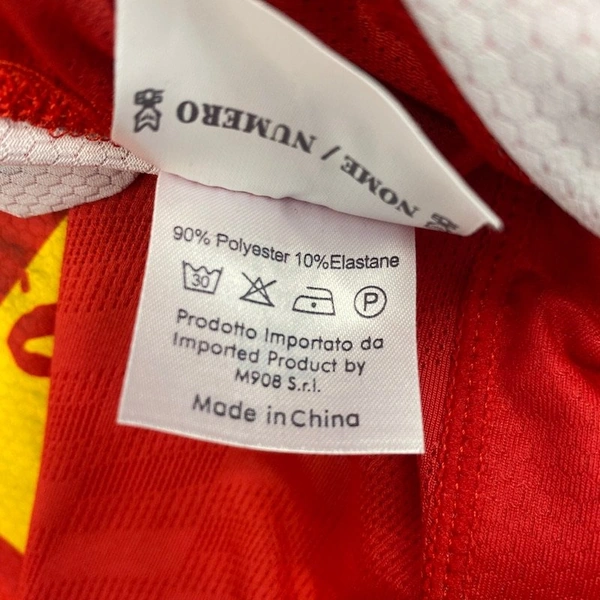 NOME / NUMERO
90% Polyester 10%Elastane
30
P
Prodotto Importato da
Imported Product by
M908 S.r.l.
Made in China